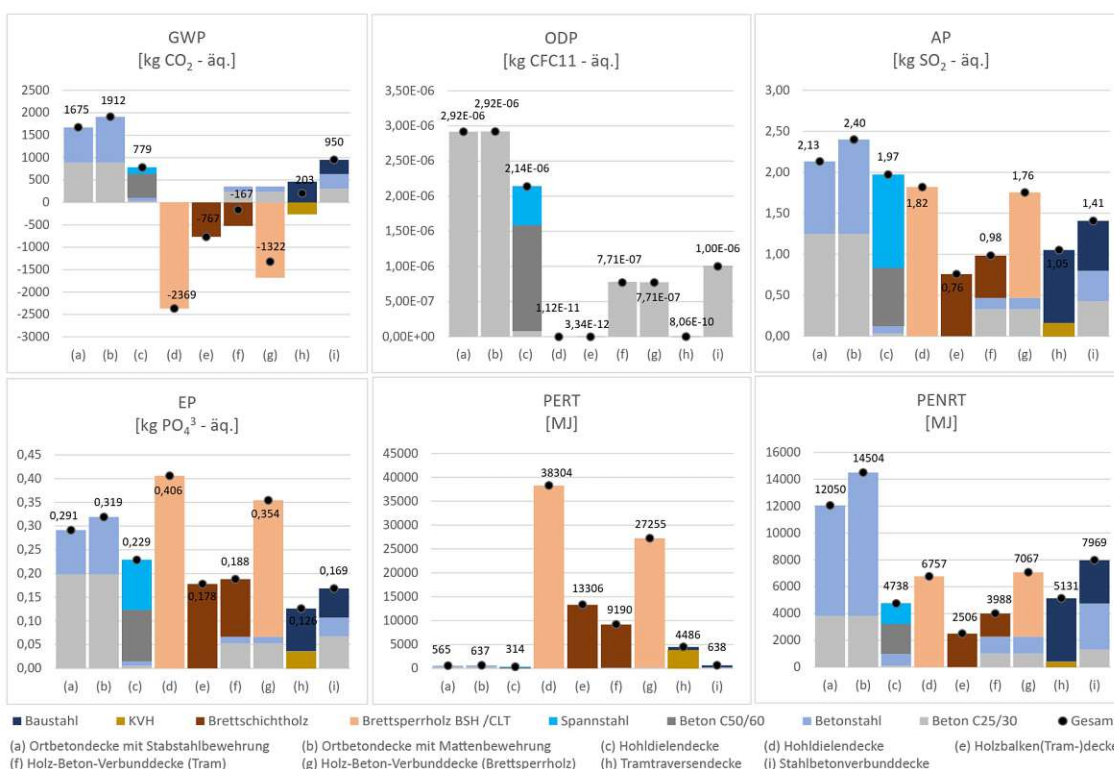 GWP
[kg CO₂ - äq.]
2500
2000
1500
1000
500
0
-500
-1000
-1500
-2000
-2500
-3000
1675
1912
779
-2369
-767
-167
-1322
203
950
(a) (b) (c) (d) (e) (f) (g) (h) (i)
ODP
[kg CFC11 - äq.]
3,50E-06
3,00E-06
2,50E-06
2,00E-06
1,50E-06
1,00E-06
5,00E-07
0,00E+00
2,92E-06
2,92E-06
2,14E-06
1,12E-11
3,34E-12
7,71E-07
7,71E-07
8,06E-10
1,00E-06
(a) (b) (c) (d) (e) (f) (g) (h) (i)
AP
[kg SO₂ - äq.]
3,00
2,50
2,00
1,50
1,00
0,50
0,00
2,13
2,40
1,97
1,82
0,76
0,98
1,76
1,05
1,41
(a) (b) (c) (d) (e) (f) (g) (h) (i)
EP
[kg PO₄³ - äq.]
0,45
0,40
0,35
0,30
0,25
0,20
0,15
0,10
0,05
0,00
0,291
0,319
0,229
0,406
0,178
0,188
0,354
0,126
0,169
(a) (b) (c) (d) (e) (f) (g) (h) (i)
PERT
[MJ]
45000
40000
35000
30000
25000
20000
15000
10000
5000
0
565
637
314
38304
13306
9190
27255
4486
638
(a) (b) (c) (d) (e) (f) (g) (h) (i)
PENRT
[MJ]
16000
14000
12000
10000
8000
6000
4000
2000
0
12050
14504
4738
6757
2506
3988
7067
5131
7969
(a) (b) (c) (d) (e) (f) (g) (h) (i)
Baustahl KVH Brettschichtholz Brettsperrholz BSH /CLT Spannstahl Beton C50/60 Betonstahl Beton C25/30 Gesam
(a) Ortbetondecke mit Stabstahlbewehrung (b) Ortbetondecke mit Mattenbewehrung (c) Hohldielendecke (d) Hohldielendecke (e) Holzbalken(Tram-)decke
(f) Holz-Beton-Verbunddecke (Tram) (g) Holz-Beton-Verbunddecke (Brettsperrholz) (h) Tramtraversendecke (i) Stahlbetonverbunddecke